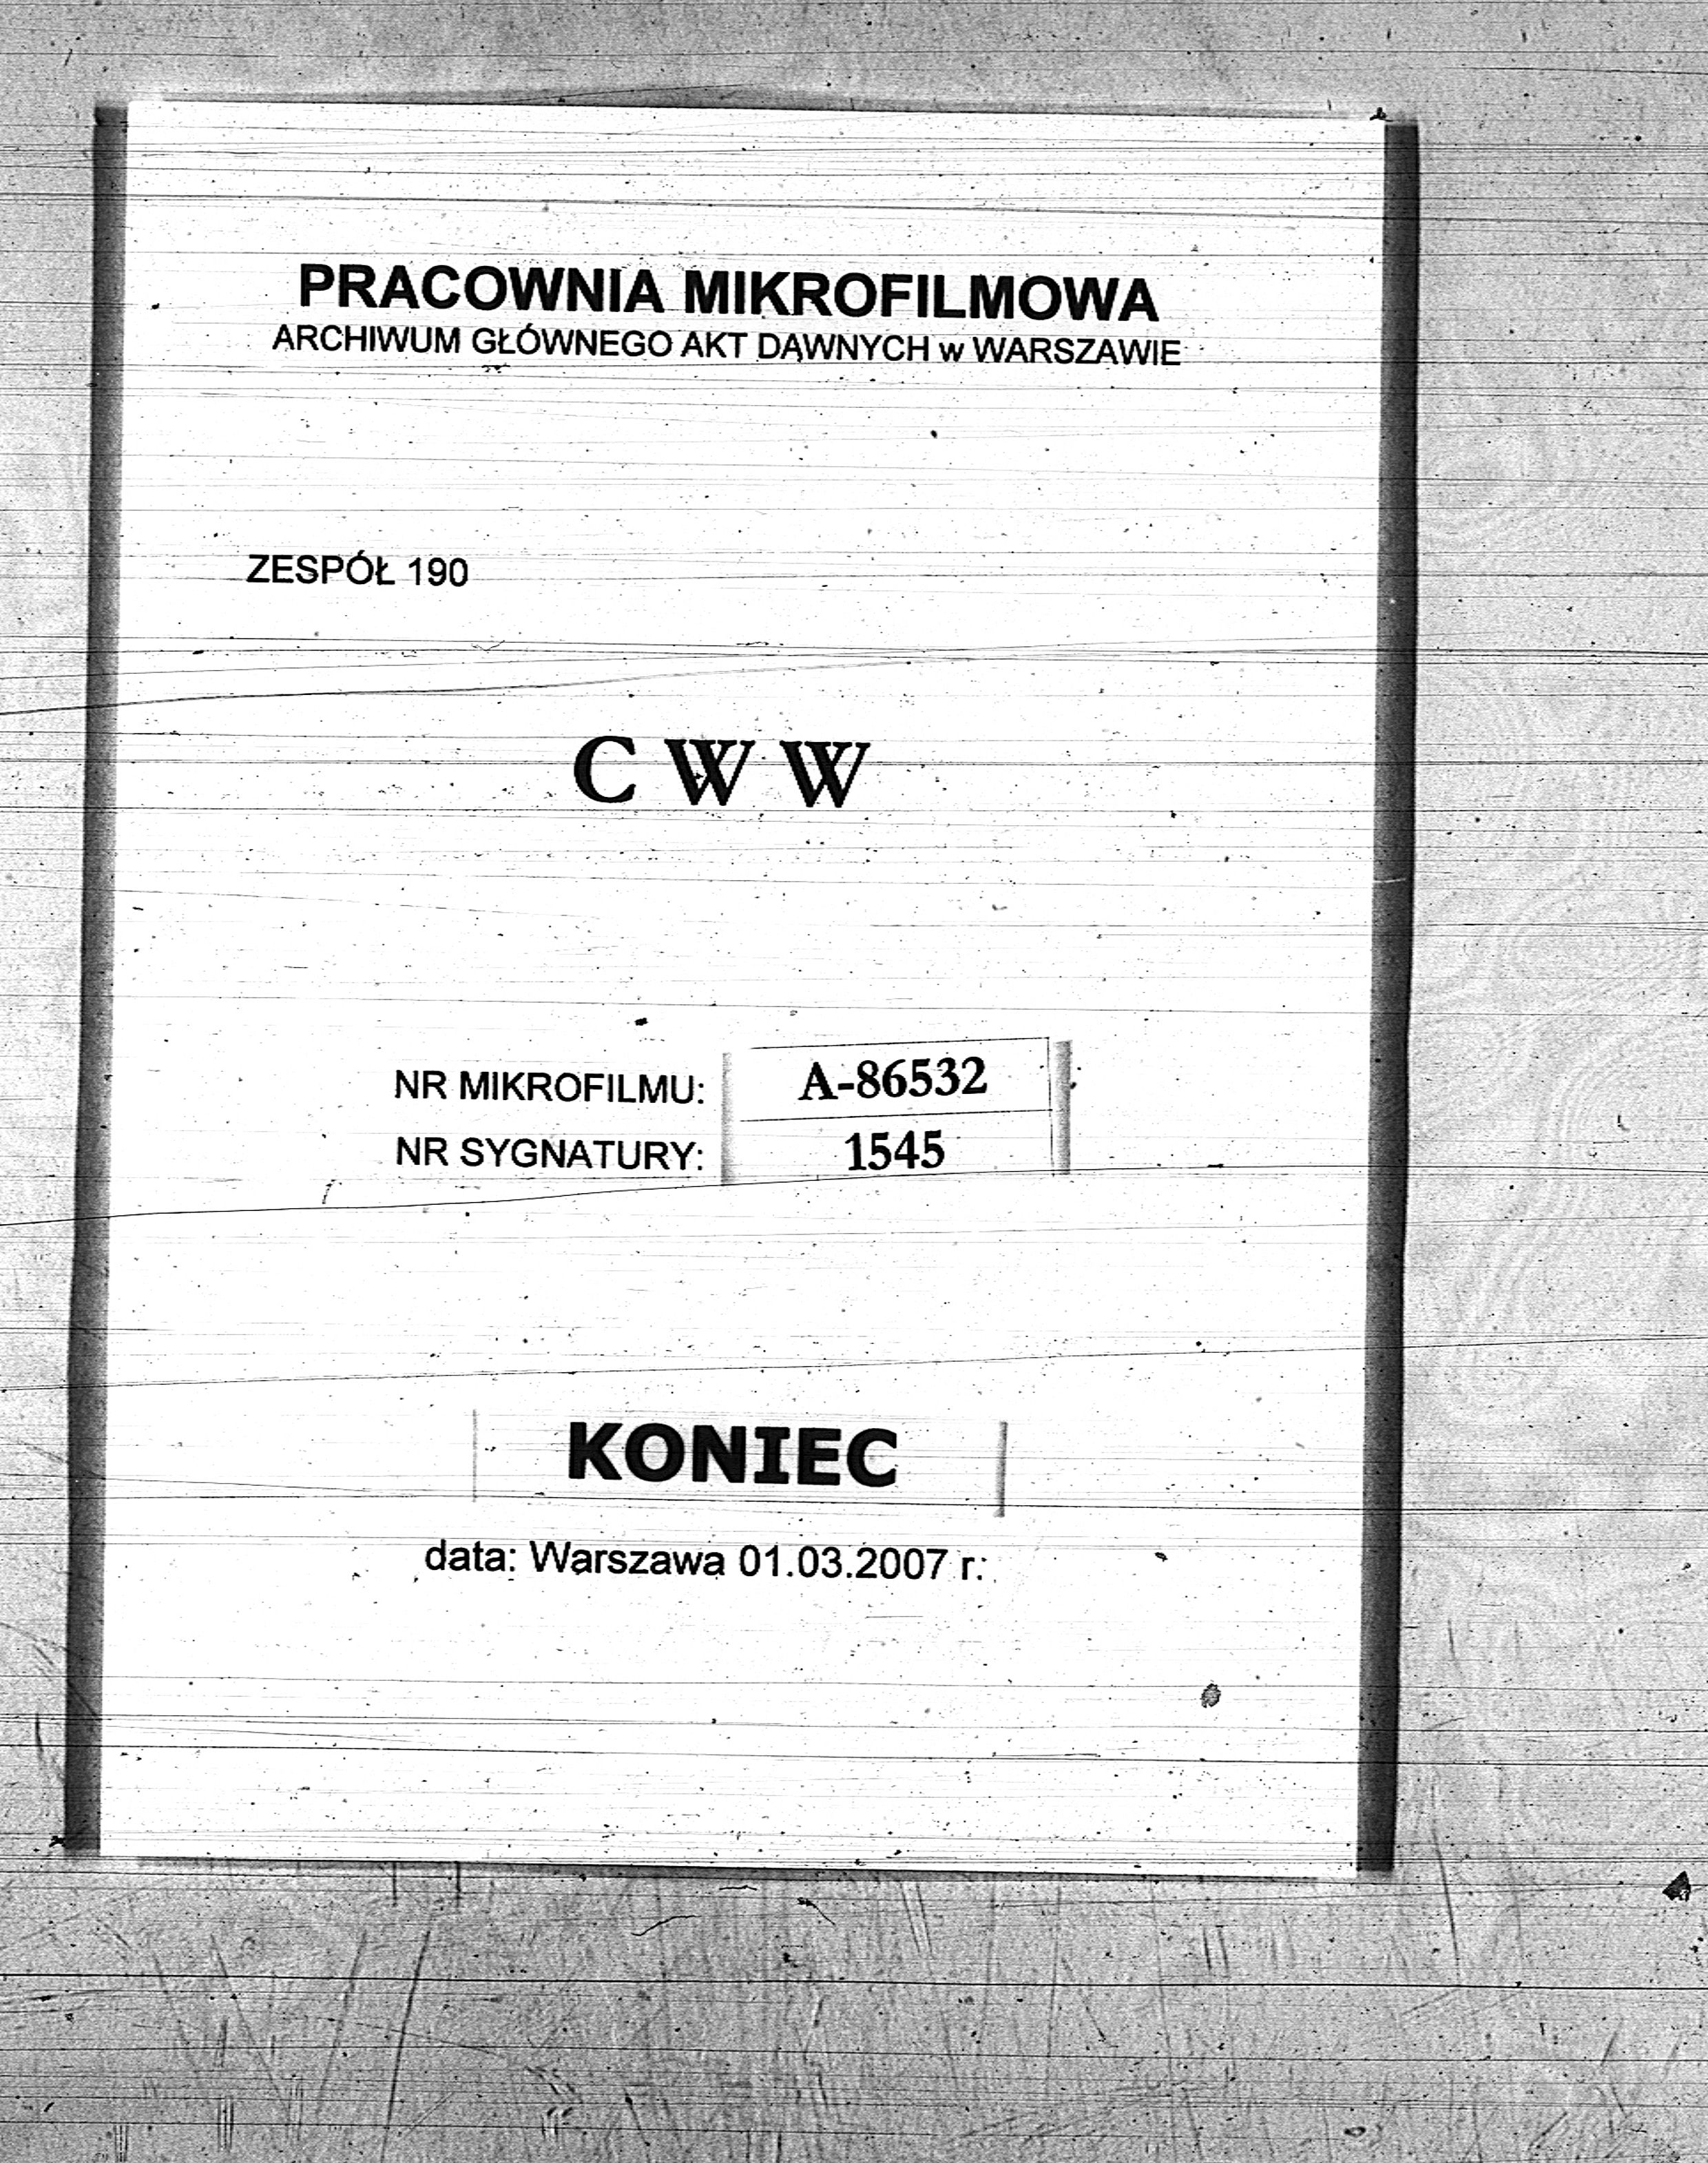 PRACOWNIA MIKROFILMOWA
ARCHIWUM GŁÓWNEGO AKT DAWNYCH w WARSZAWIE
ZESPÓŁ 190
C W W
NR MIKROFILMU: A-86532
NR SYGNATURY: 1545
KONIEC
data: Warszawa 01.03.2007 r.